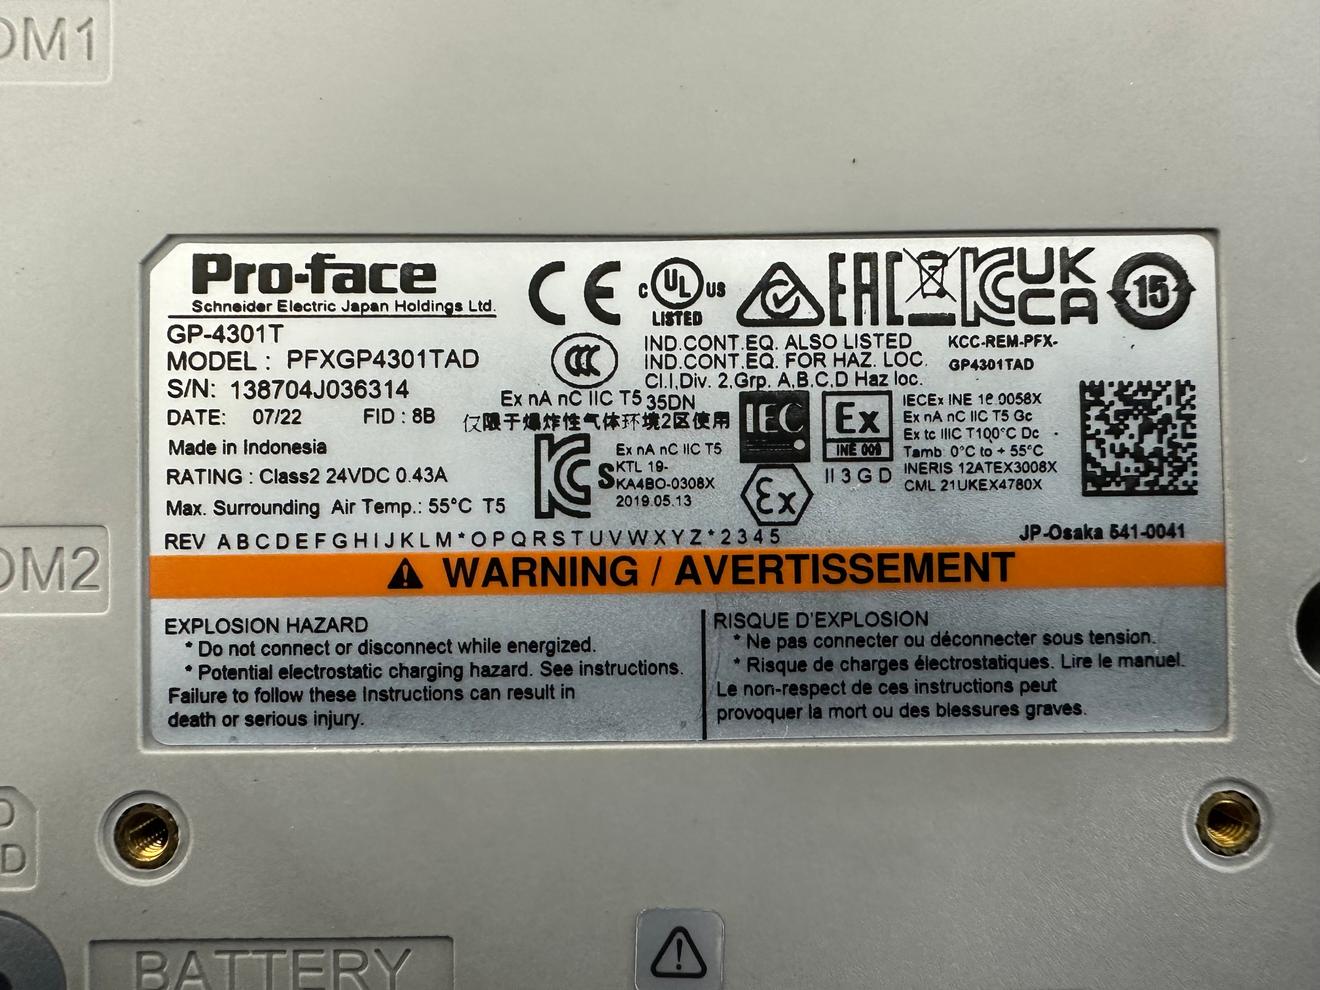 OM1
Pro-face
Schneider Electric Japan Holdings Ltd.
GP-4301T
MODEL : PFXGP4301TAD
S/N: 138704J036314
DATE: 07/22 FID : 8B
Made in Indonesia
RATING : Class2 24VDC 0.43A
Max. Surrounding Air Temp.: 55°C T5
REV A B C D E F G H I J K L M * O P Q R S T U V W X Y Z * 2 3 4 5
CE
c UL us
LISTED
EAC
KC
UK
CA
15
CCC
IND.CONT.EQ. ALSO LISTED
IND.CONT.EQ. FOR HAZ. LOC.
Cl.I,Div. 2,Grp. A,B,C,D Haz loc.
35DN
KCC-REM-PFX-
GP4301TAD
Ex nA nC IIC T5
仅限于爆炸性气体环境2区使用
KC s
Ex nA nC IIC T5
KTL 19-
KA4BO-0308X
2019.05.13
IEC
Ex
INE 009
Ex
II 3 G D
IECEx INE 16.0058X
Ex nA nC IIC T5 Gc
Ex tc IIIC T100°C Dc
Tamb 0°C to + 55°C
INERIS 12ATEX3008X
CML 21UKEX4780X
JP-Osaka 541-0041
WARNING / AVERTISSEMENT
EXPLOSION HAZARD
* Do not connect or disconnect while energized.
* Potential electrostatic charging hazard. See instructions.
Failure to follow these Instructions can result in
death or serious injury.
RISQUE D'EXPLOSION
* Ne pas connecter ou déconnecter sous tension.
* Risque de charges électrostatiques. Lire le manuel.
Le non-respect de ces instructions peut
provoquer la mort ou des blessures graves.
OM2
D
BATTERY